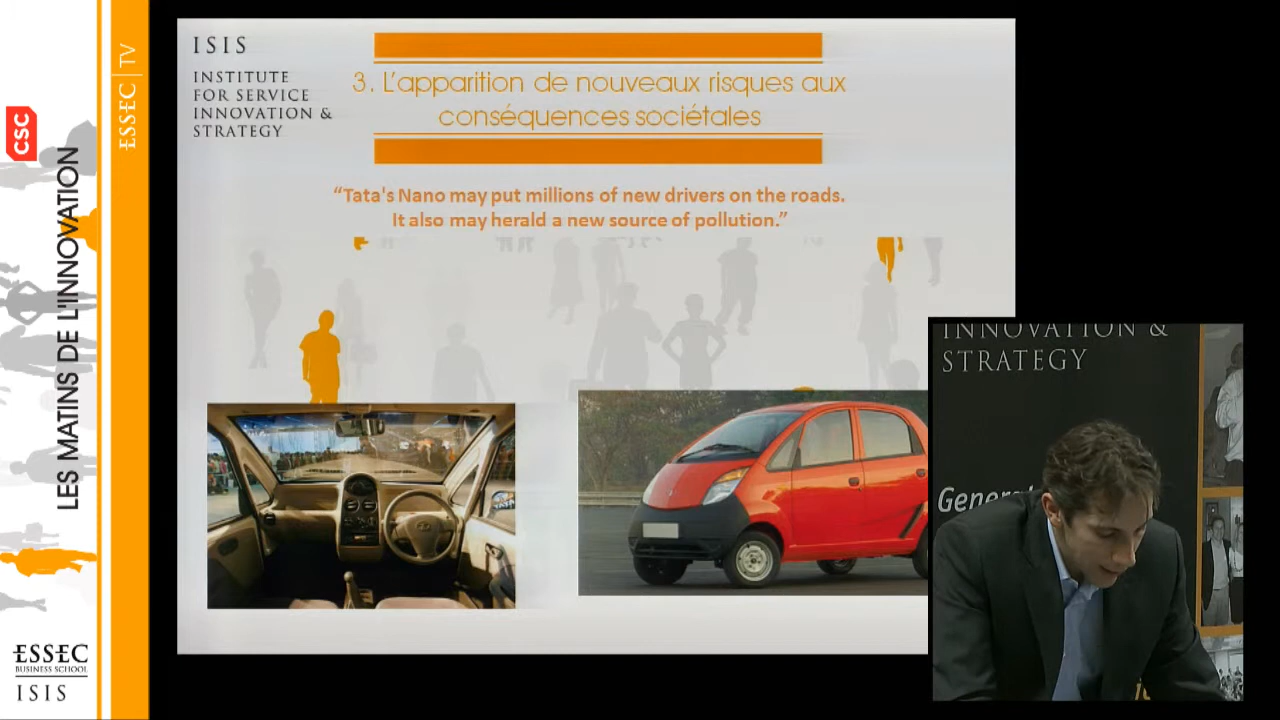 CSC
LES MATINS DE L'INNOVATION
ESSEC | TV
ESSEC
BUSINESS SCHOOL
ISIS
ISIS
INSTITUTE
FOR SERVICE
INNOVATION &
STRATEGY
3. L'apparition de nouveaux risques aux
conséquences sociétales
“Tata's Nano may put millions of new drivers on the roads.
It also may herald a new source of pollution.”
INNOVATION &
STRATEGY